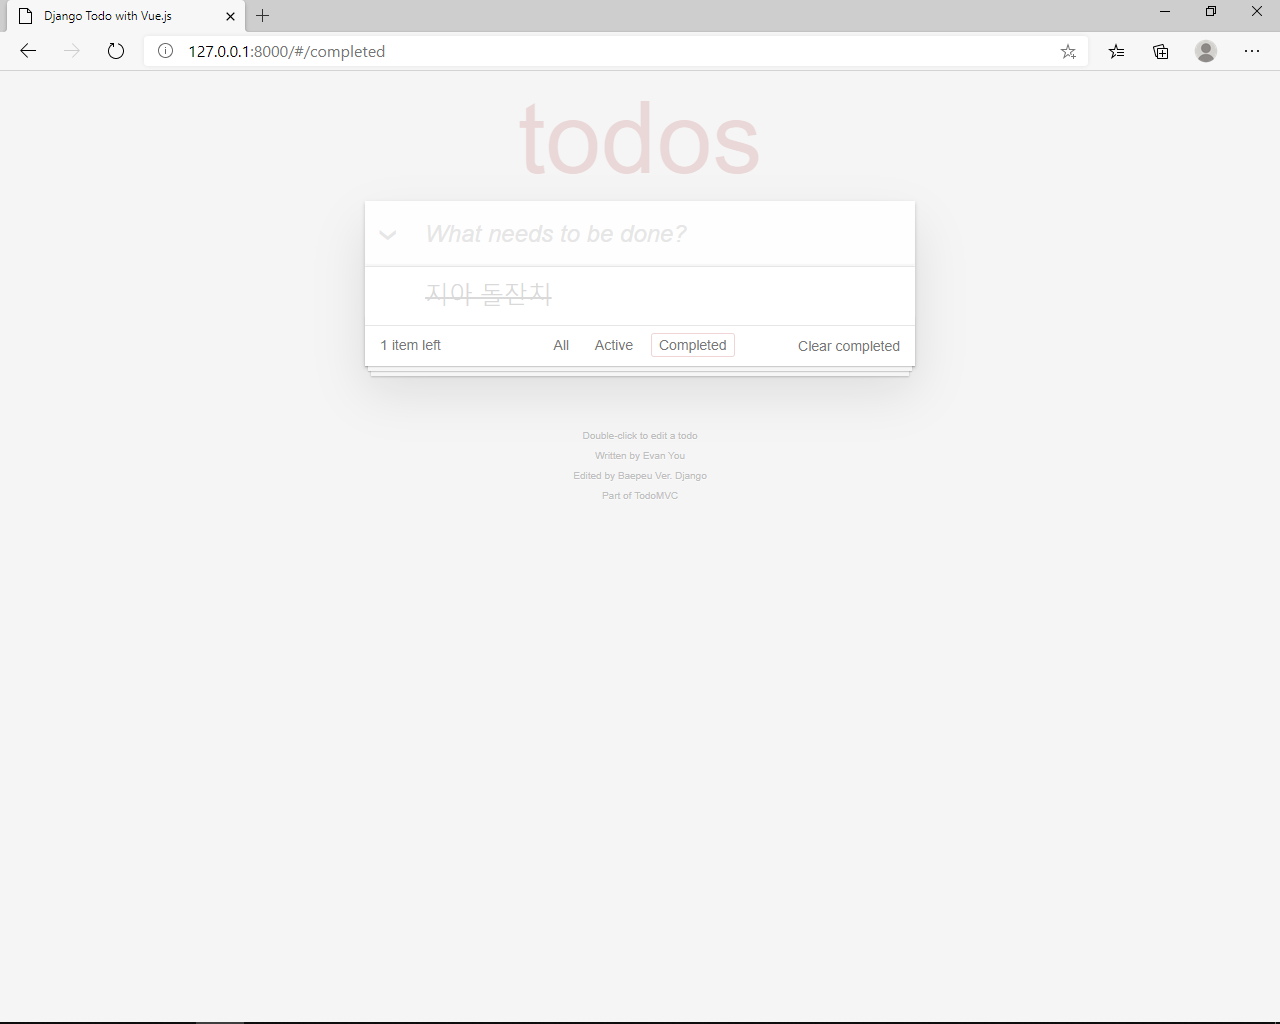 Django Todo with Vue.js
127.0.0.1:8000/#/completed
todos
What needs to be done?
지아 돌잔치
1 item left All Active Completed Clear completed
Double-click to edit a todo
Written by Evan You
Edited by Baepeu Ver. Django
Part of TodoMVC